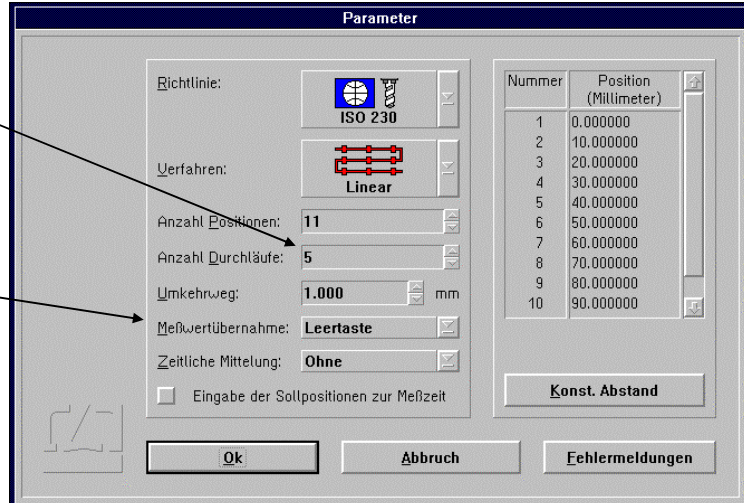 Parameter
Richtlinie:
ISO 230
Verfahren:
Linear
Anzahl Positionen: 11
Anzahl Durchläufe: 5
Umkehrweg: 1.000 mm
Meßwertübernahme: Leertaste
Zeitliche Mittelung: Ohne
Eingabe der Sollpositionen zur Meßzeit
Nummer Position
(Millimeter)
1 0.000000
2 10.000000
3 20.000000
4 30.000000
5 40.000000
6 50.000000
7 60.000000
8 70.000000
9 80.000000
10 90.000000
Konst. Abstand
Ok Abbruch Fehlermeldungen